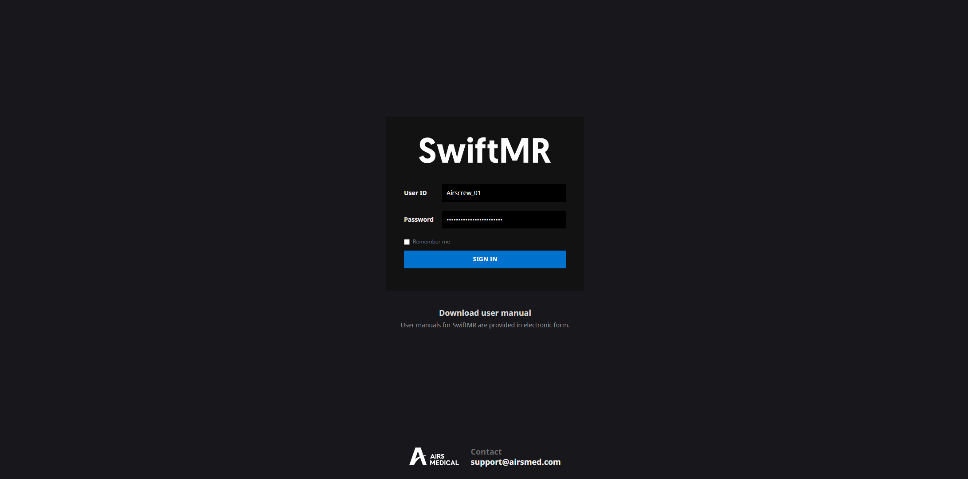 SwiftMR
User ID
Airscrew_01
Password
Remember me
SIGN IN
Download user manual
User manuals for SwiftMR are provided in electronic form.
AIRS
MEDICAL
Contact
support@airsmed.com